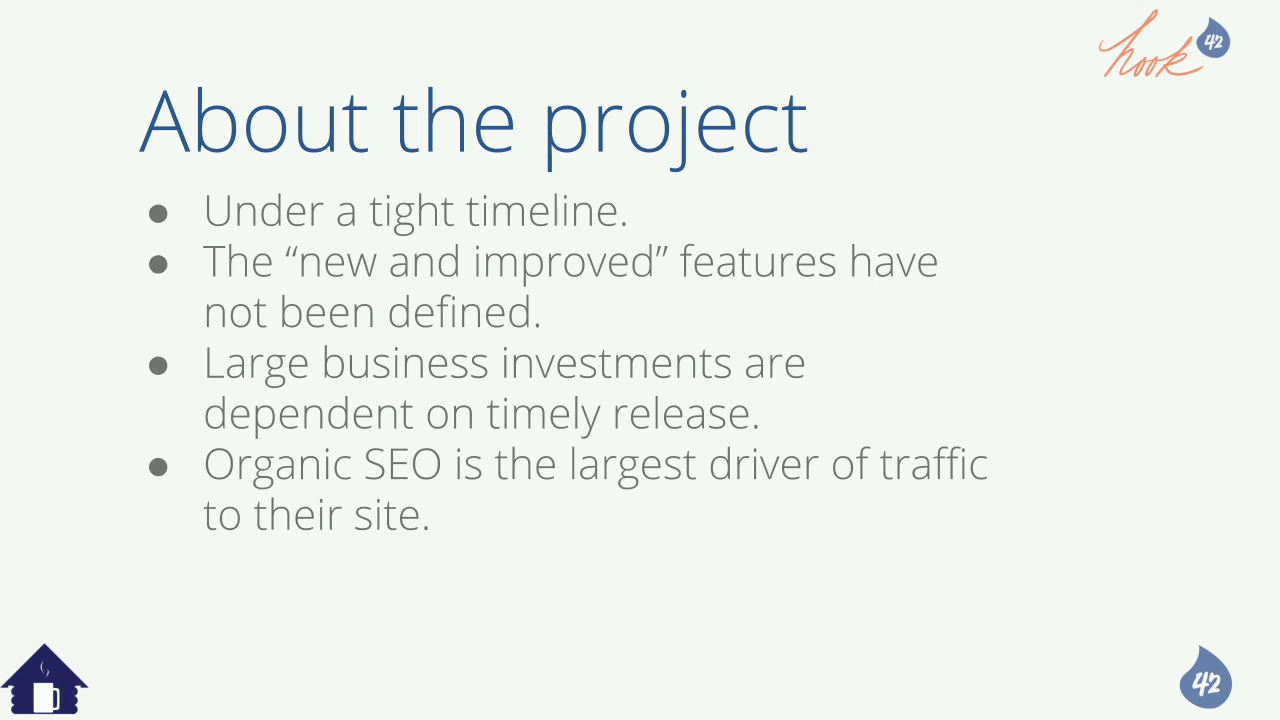 hook 42
About the project
● Under a tight timeline.
● The “new and improved” features have
not been defined.
● Large business investments are
dependent on timely release.
● Organic SEO is the largest driver of traffic
to their site.
42